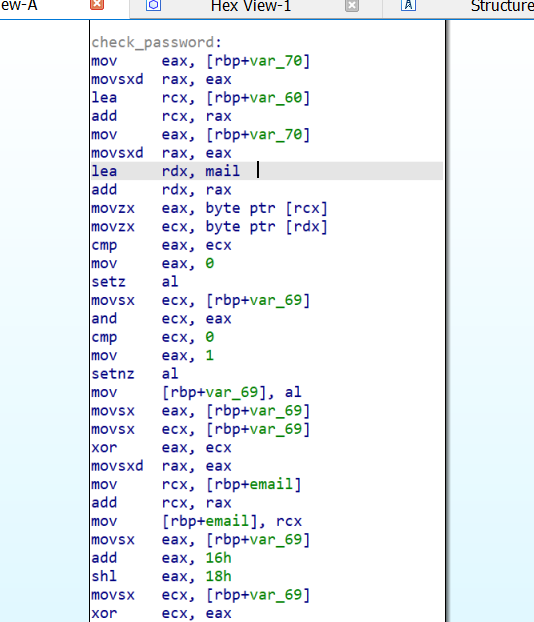 ew-A Hex View-1 A Structure
check_password:
mov eax, [rbp+var_70]
movsxd rax, eax
lea rcx, [rbp+var_60]
add rcx, rax
mov eax, [rbp+var_70]
movsxd rax, eax
lea rdx, mail
add rdx, rax
movzx eax, byte ptr [rcx]
movzx ecx, byte ptr [rdx]
cmp eax, ecx
mov eax, 0
setz al
movsx ecx, [rbp+var_69]
and ecx, eax
cmp ecx, 0
mov eax, 1
setnz al
mov [rbp+var_69], al
movsx eax, [rbp+var_69]
movsx ecx, [rbp+var_69]
xor eax, ecx
movsxd rax, eax
mov rcx, [rbp+email]
add rcx, rax
mov [rbp+email], rcx
movsx eax, [rbp+var_69]
add eax, 16h
shl eax, 18h
movsx ecx, [rbp+var_69]
xor ecx, eax